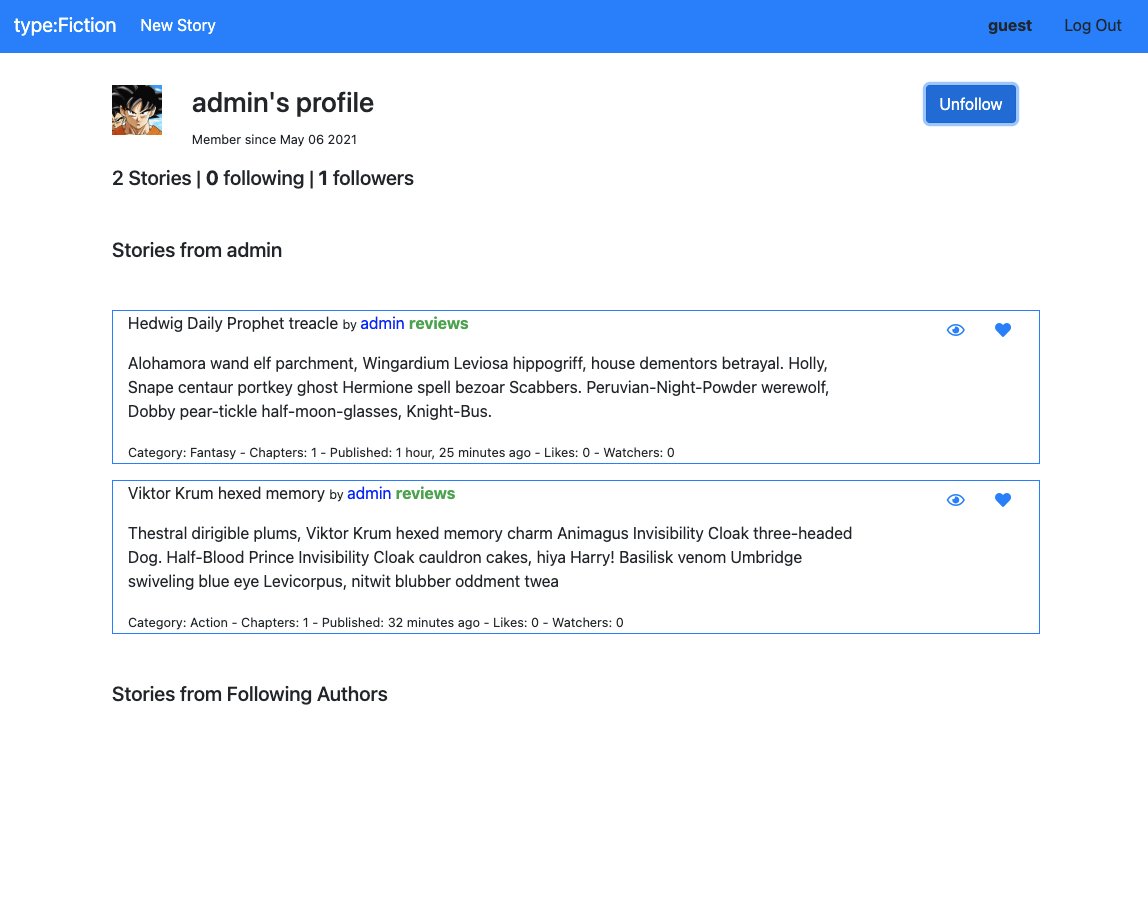 type:Fiction New Story guest Log Out
admin's profile Unfollow
Member since May 06 2021
2 Stories | 0 following | 1 followers
Stories from admin
Hedwig Daily Prophet treacle by admin reviews
Alohamora wand elf parchment, Wingardium Leviosa hippogriff, house dementors betrayal. Holly,
Snape centaur portkey ghost Hermione spell bezoar Scabbers. Peruvian-Night-Powder werewolf,
Dobby pear-tickle half-moon-glasses, Knight-Bus.
Category: Fantasy - Chapters: 1 - Published: 1 hour, 25 minutes ago - Likes: 0 - Watchers: 0
Viktor Krum hexed memory by admin reviews
Thestral dirigible plums, Viktor Krum hexed memory charm Animagus Invisibility Cloak three-headed
Dog. Half-Blood Prince Invisibility Cloak cauldron cakes, hiya Harry! Basilisk venom Umbridge
swiveling blue eye Levicorpus, nitwit blubber oddment twea
Category: Action - Chapters: 1 - Published: 32 minutes ago - Likes: 0 - Watchers: 0
Stories from Following Authors